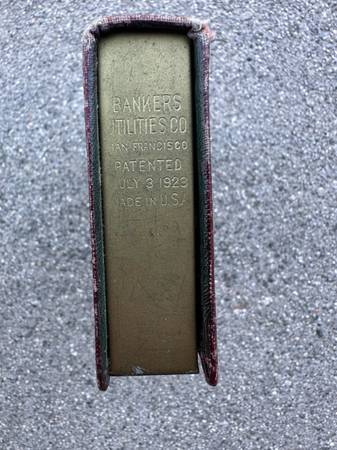 BANKERS
UTILITIES CO.
SAN FRANCISCO
PATENTED
JULY 3 1923
MADE IN U.S.A.